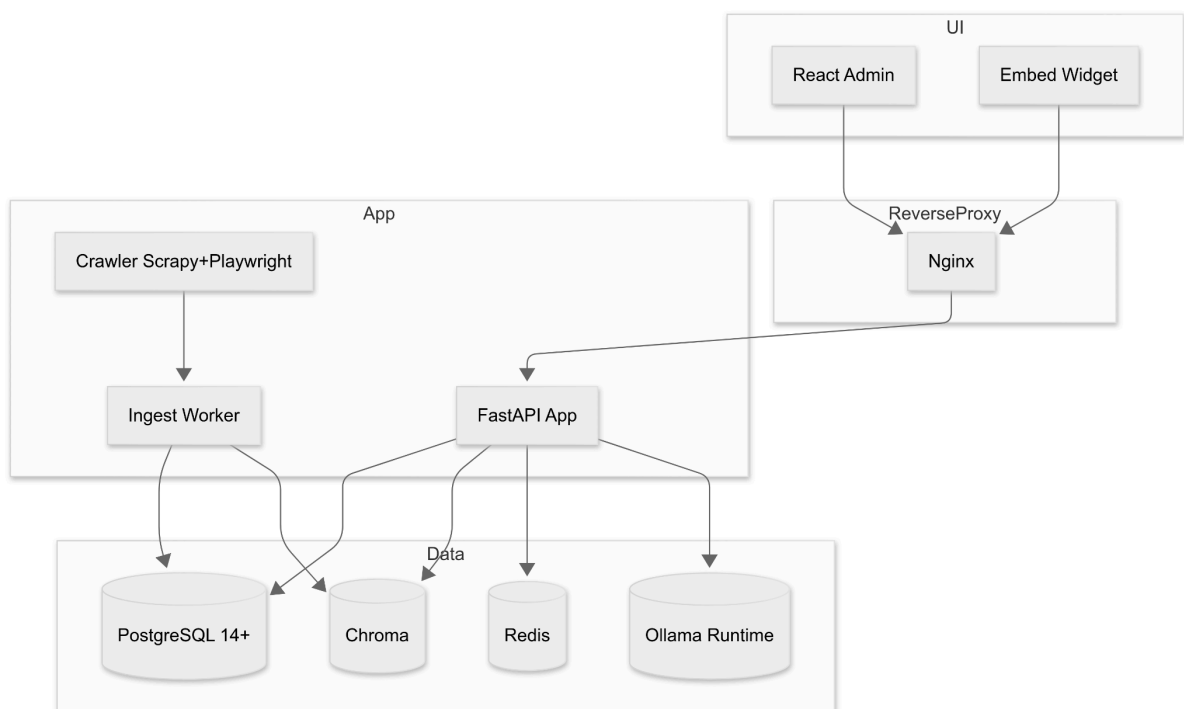 UI
React Admin
Embed Widget
App
ReverseProxy
Crawler Scrapy+Playwright
Nginx
Ingest Worker
FastAPI App
Data
PostgreSQL 14+
Chroma
Redis
Ollama Runtime